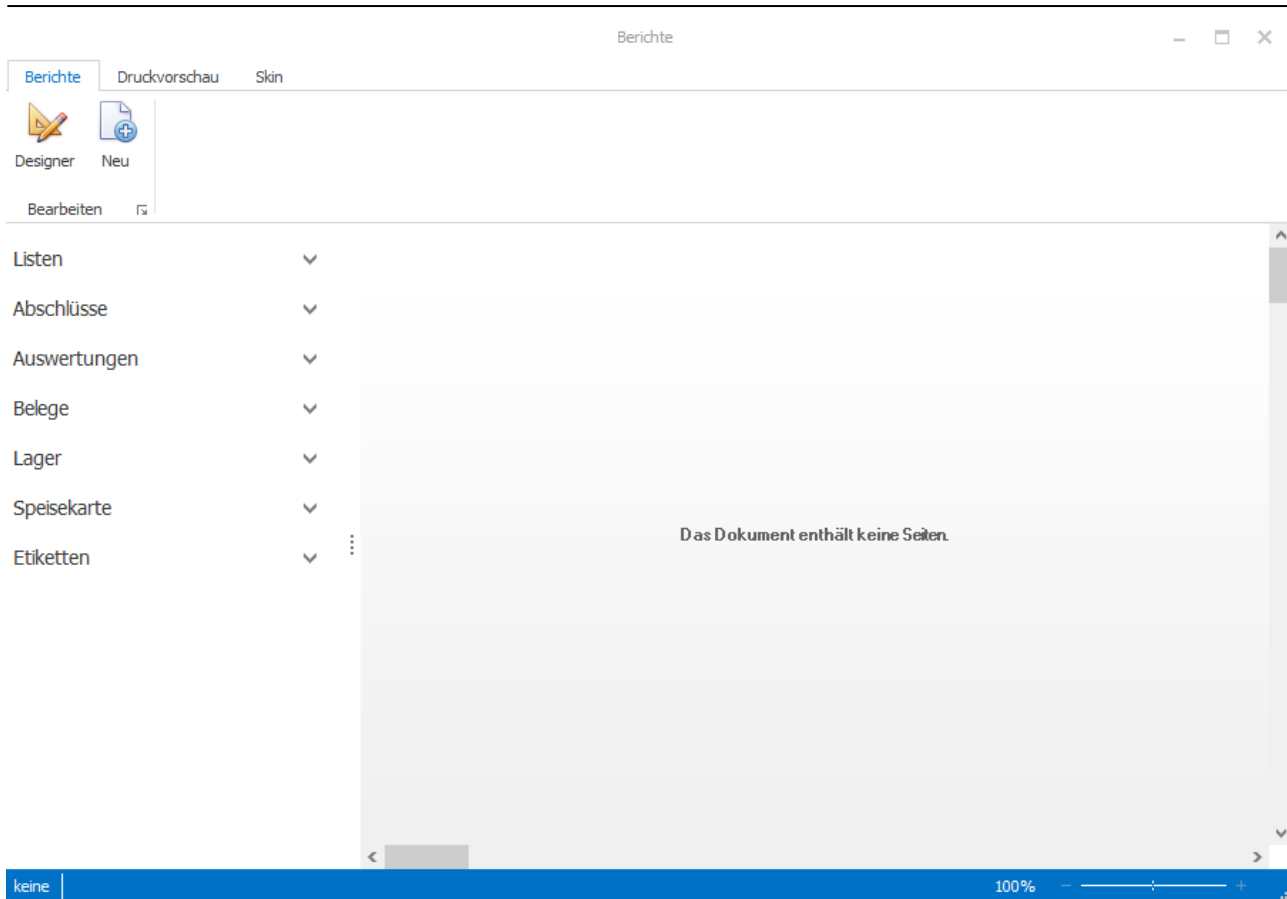 Berichte
Berichte Druckvorschau Skin
Designer Neu
Bearbeiten
Listen
Abschlüsse
Auswertungen
Belege
Lager
Speisekarte
Etiketten
Das Dokument enthält keine Seiten.
keine 100%